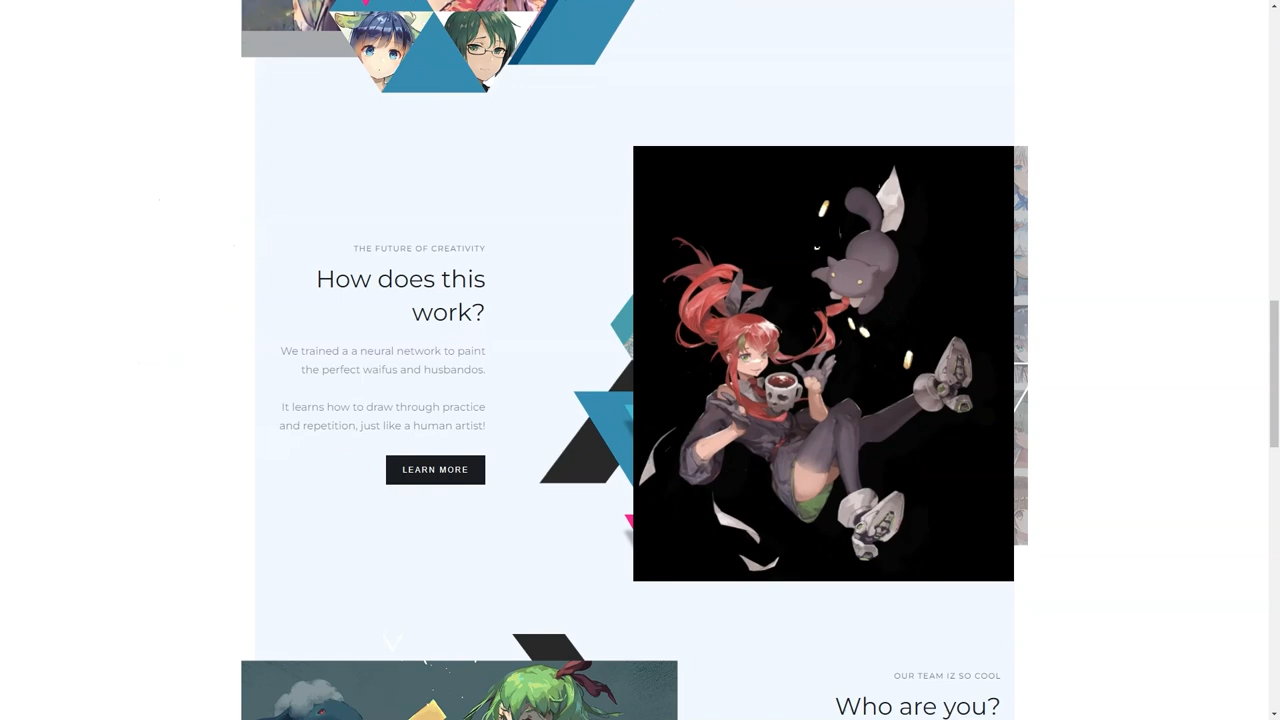 THE FUTURE OF CREATIVITY
How does this
work?
We trained a a neural network to paint
the perfect waifus and husbandos.
It learns how to draw through practice
and repetition, just like a human artist!
LEARN MORE
OUR TEAM IZ SO COOL
Who are you?